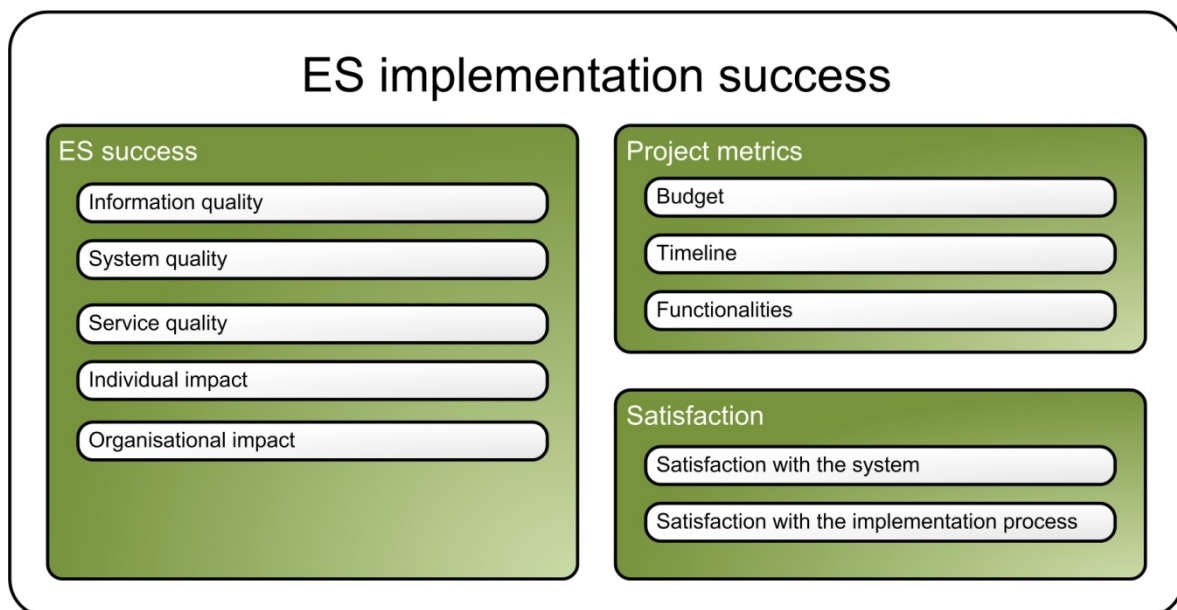 ES implementation success
ES success
Information quality
System quality
Service quality
Individual impact
Organisational impact
Project metrics
Budget
Timeline
Functionalities
Satisfaction
Satisfaction with the system
Satisfaction with the implementation process